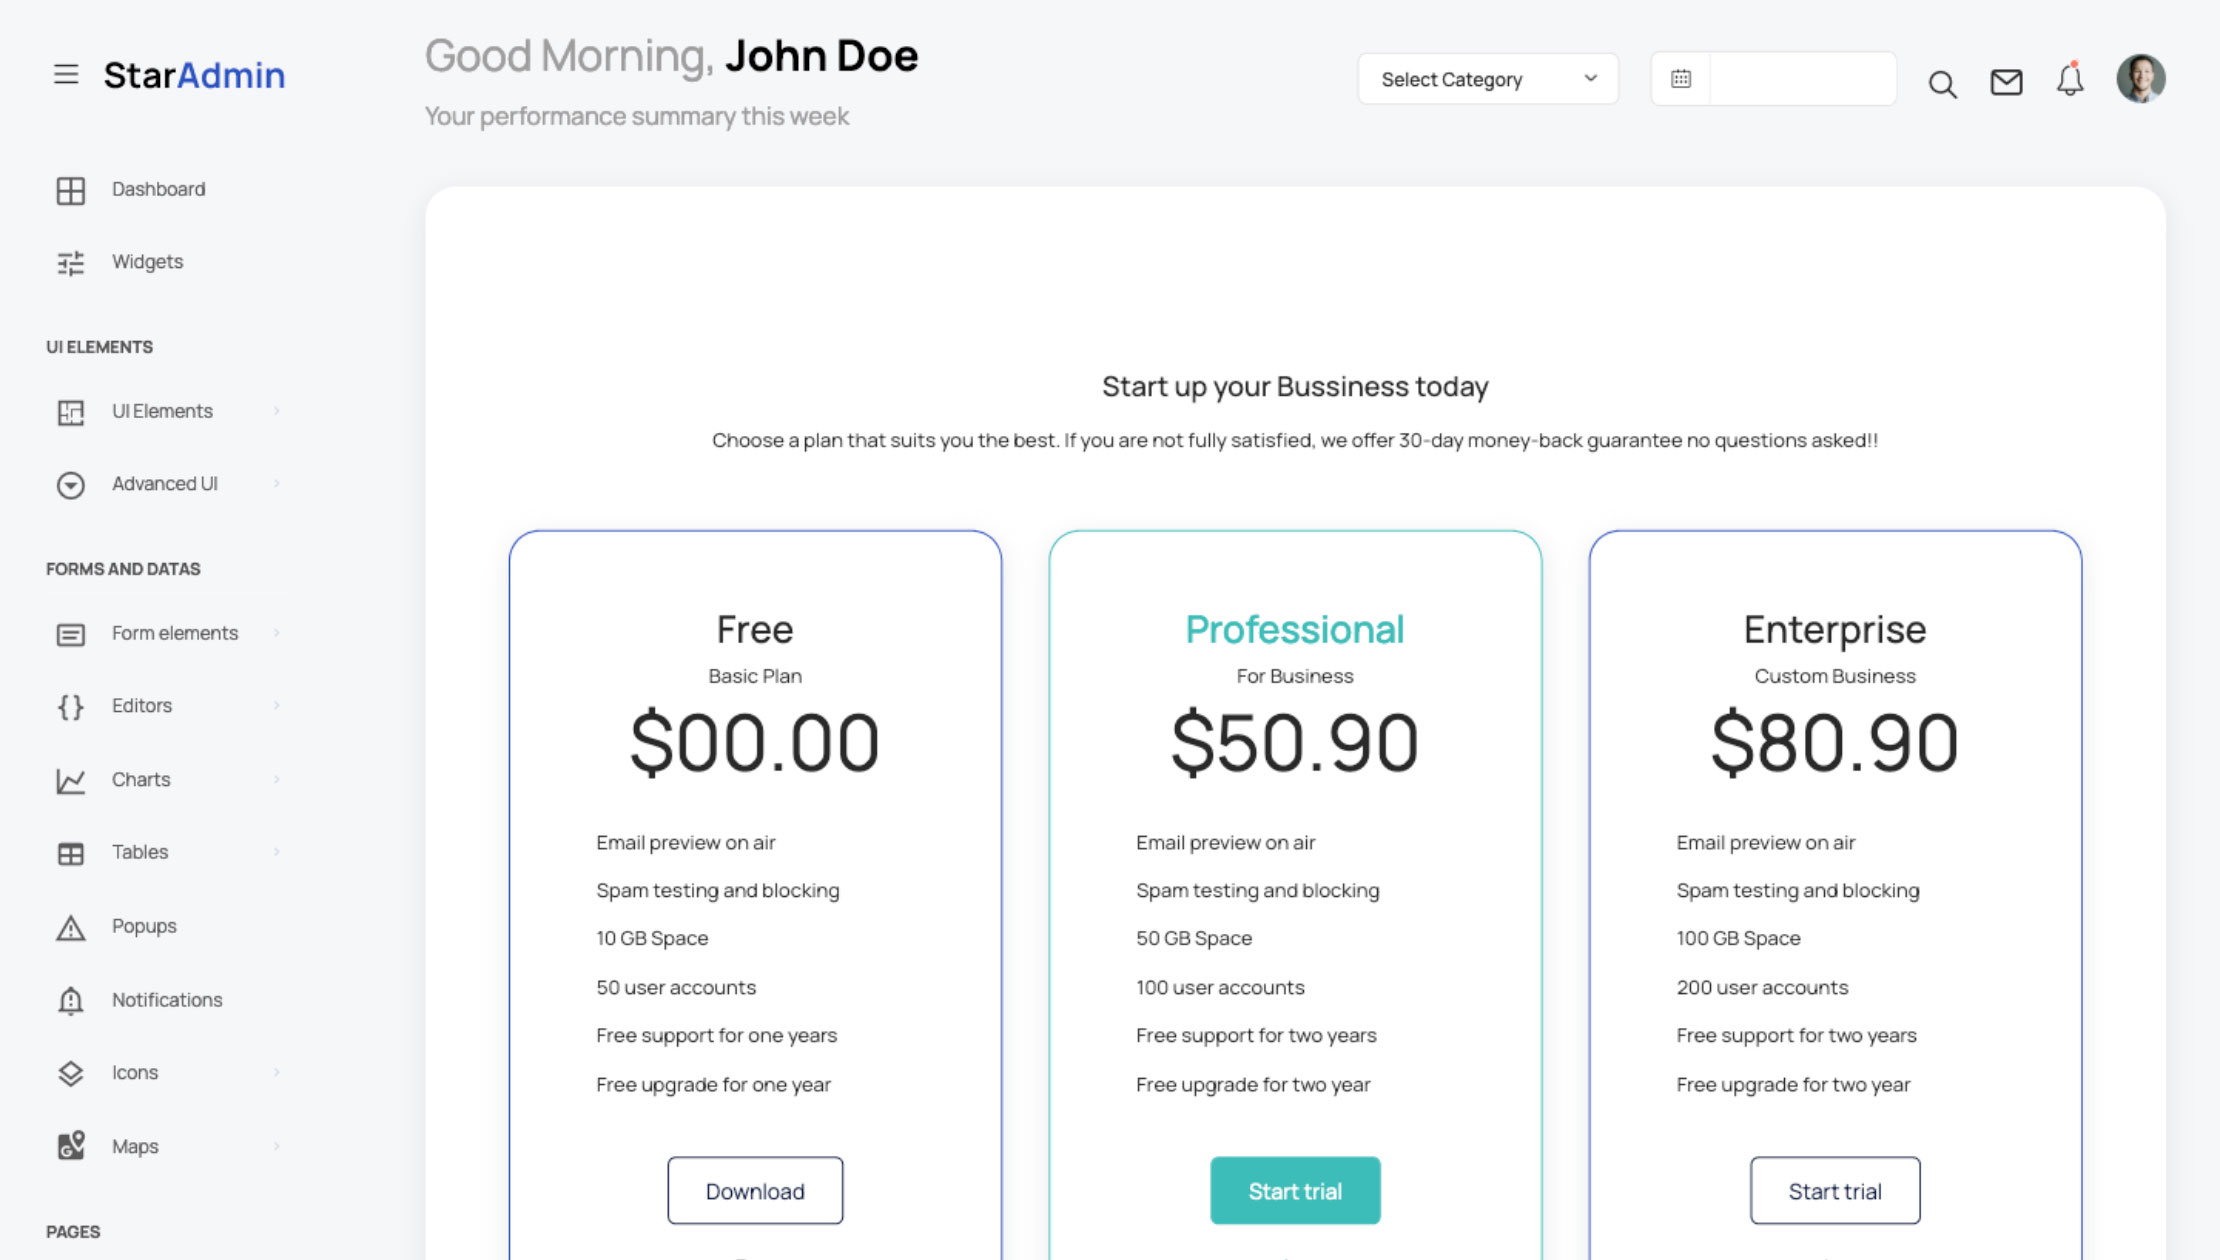 StarAdmin
Good Morning, John Doe
Your performance summary this week
Select Category
Dashboard
Widgets
UI ELEMENTS
UI Elements
Advanced UI
FORMS AND DATAS
Form elements
Editors
Charts
Tables
Popups
Notifications
Icons
Maps
PAGES
Start up your Bussiness today
Choose a plan that suits you the best. If you are not fully satisfied, we offer 30-day money-back guarantee no questions asked!!
Free
Basic Plan
$00.00
Email preview on air
Spam testing and blocking
10 GB Space
50 user accounts
Free support for one years
Free upgrade for one year
Download
Professional
For Business
$50.90
Email preview on air
Spam testing and blocking
50 GB Space
100 user accounts
Free support for two years
Free upgrade for two year
Start trial
Enterprise
Custom Business
$80.90
Email preview on air
Spam testing and blocking
100 GB Space
200 user accounts
Free support for two years
Free upgrade for two year
Start trial